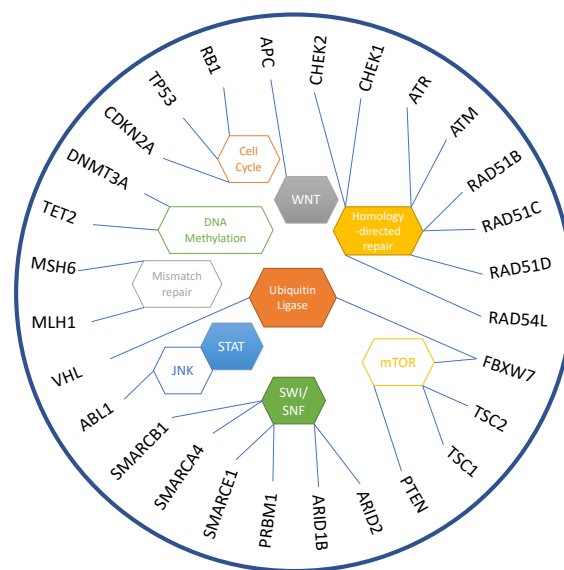 APC
CHEK2
CHEK1
ATR
ATM
RAD51B
RAD51C
RAD51D
RAD54L
FBXW7
TSC2
TSC1
PTEN
ARID2
ARID1B
PRBM1
SMARCE1
SMARCA4
SMARCB1
ABL1
VHL
MLH1
MSH6
TET2
DNMT3A
CDKN2A
TP53
RB1
Cell
Cycle
WNT
DNA
Methylation
Homology
-directed
repair
Mismatch
repair
Ubiquitin
Ligase
STAT
JNK
mTOR
SWI/
SNF